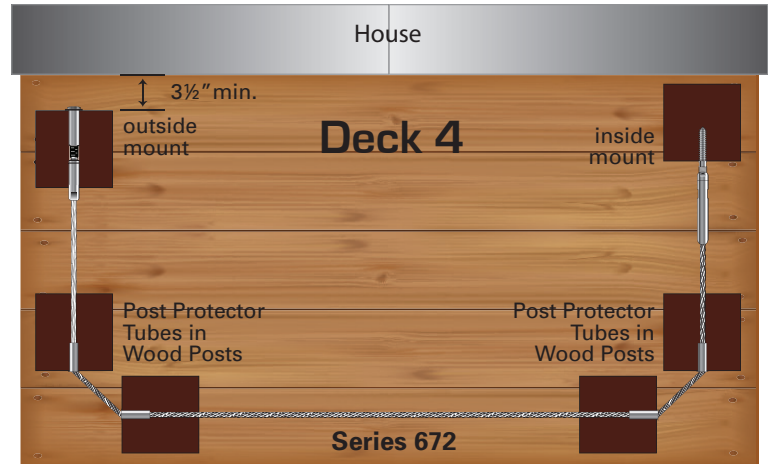 House
3½” min.
outside
mount
Deck 4
inside
mount
Post Protector
Tubes in
Wood Posts
Post Protector
Tubes in
Wood Posts
Series 672